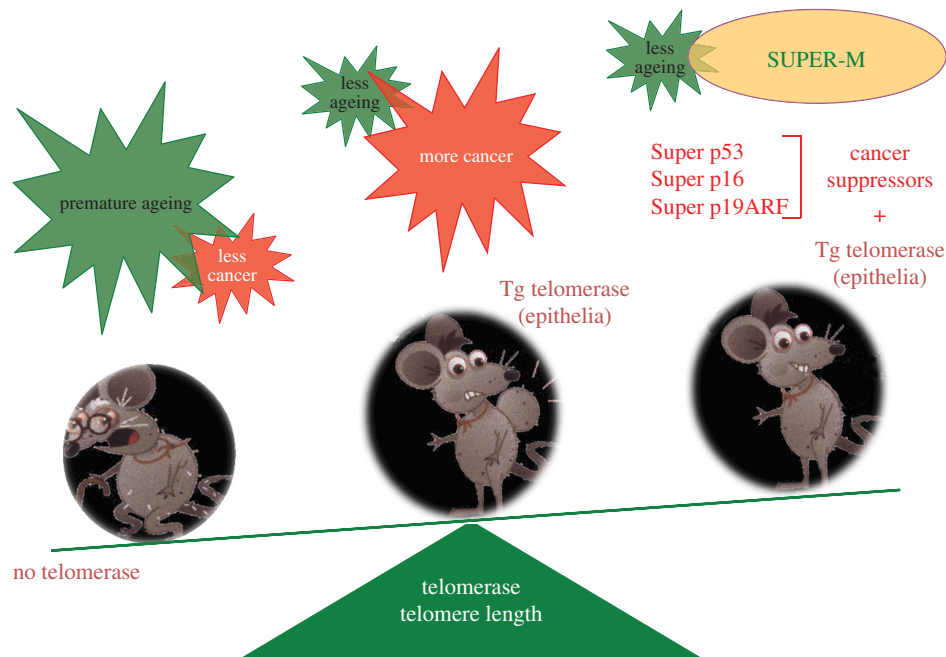 less
ageing
SUPER-M
less
ageing
more cancer
premature ageing
less
cancer
Super p53
Super p16
Super p19ARF
cancer
suppressors
+
Tg telomerase
(epithelia)
Tg telomerase
(epithelia)
no telomerase
telomerase
telomere length